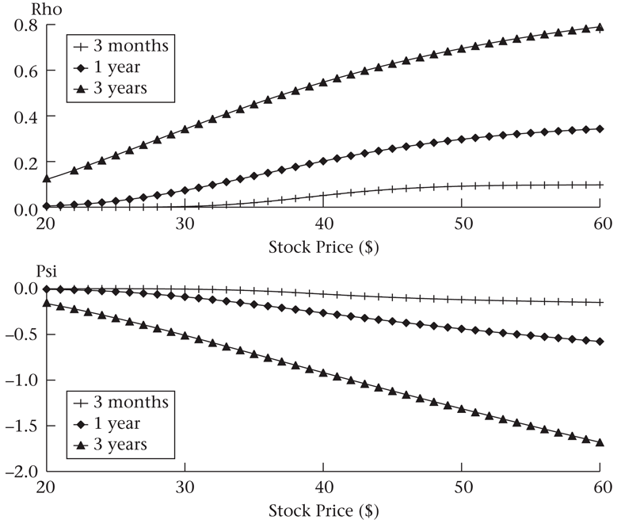 Rho
0.8
3 months
1 year
3 years
0.6
0.4
0.2
0.0
20 30 40 50 60
Stock Price ($)
Psi
0.0
–0.5
–1.0
3 months
1 year
3 years
–1.5
–2.0
20 30 40 50 60
Stock Price ($)